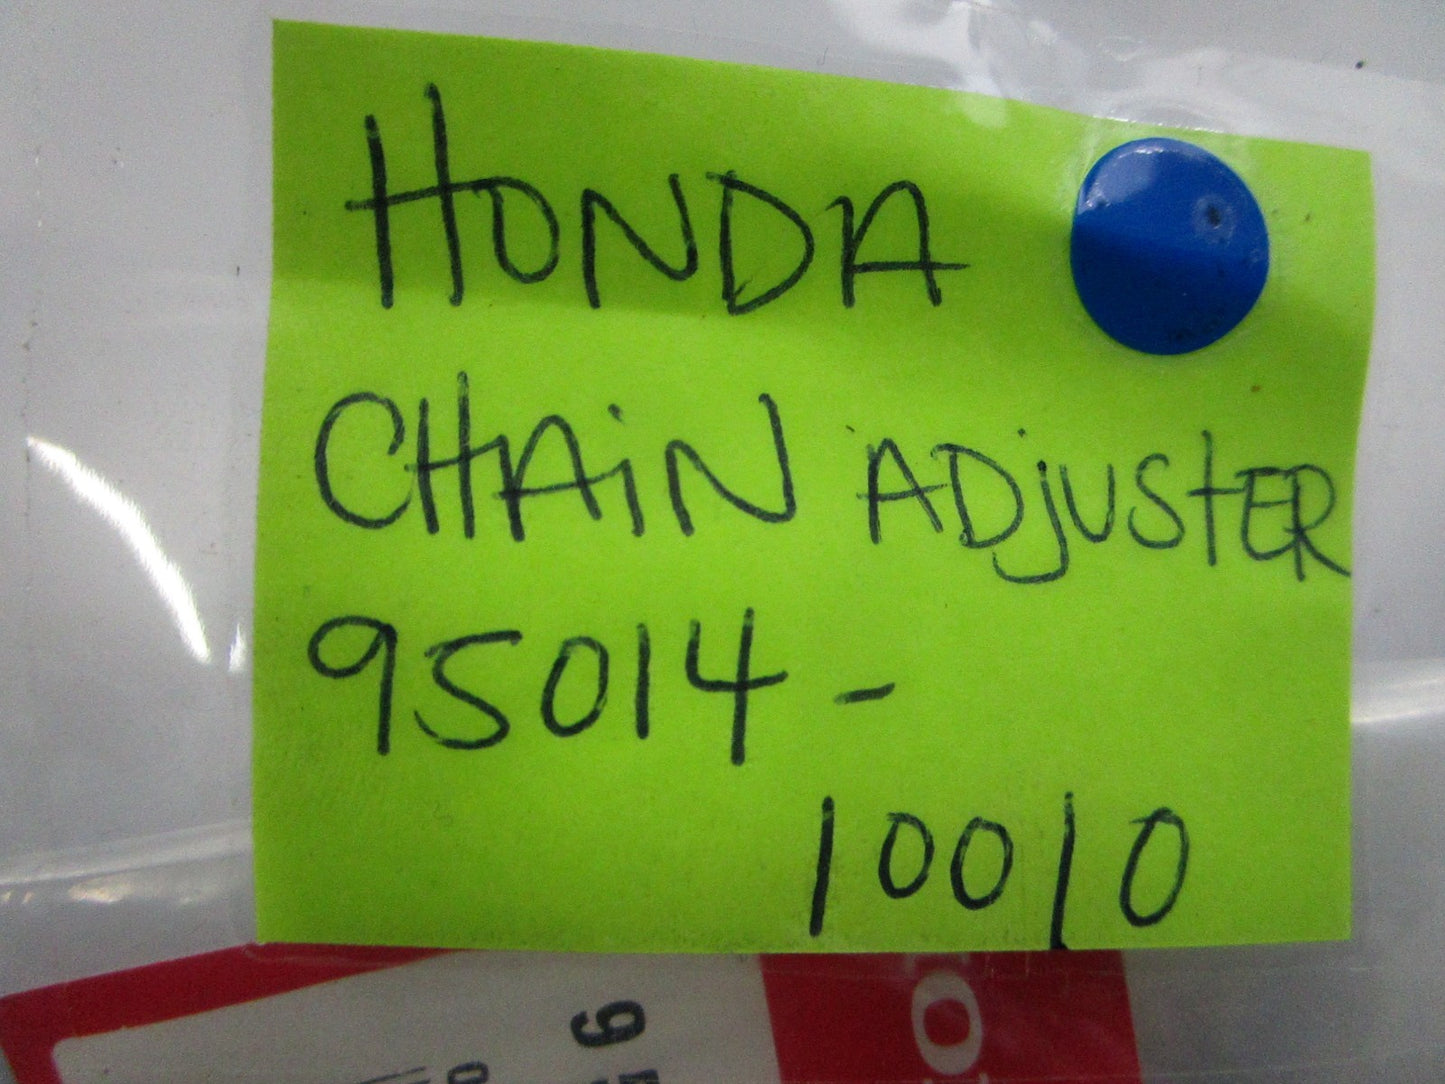 HONDA
CHAiN ADjUSTER
95014-
10010